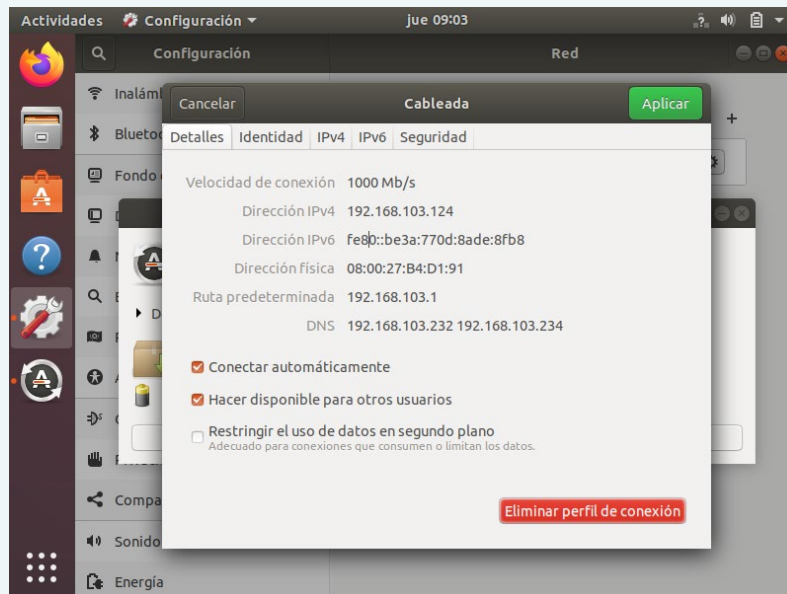 Actividades Configuración jue 09:03
Configuración Red
Inalám
Cancelar Cableada Aplicar
Blueto
Detalles Identidad IPv4 IPv6 Seguridad
Fondo
Velocidad de conexión 1000 Mb/s
Dirección IPv4 192.168.103.124
Dirección IPv6 fe80::be3a:770d:8ade:8fb8
Dirección física 08:00:27:B4:D1:91
Ruta predeterminada 192.168.103.1
DNS 192.168.103.232 192.168.103.234
Conectar automáticamente
Hacer disponible para otros usuarios
Restringir el uso de datos en segundo plano
Adecuado para conexiones que consumen o limitan los datos.
Compa
Eliminar perfil de conexión
Sonido
Energía